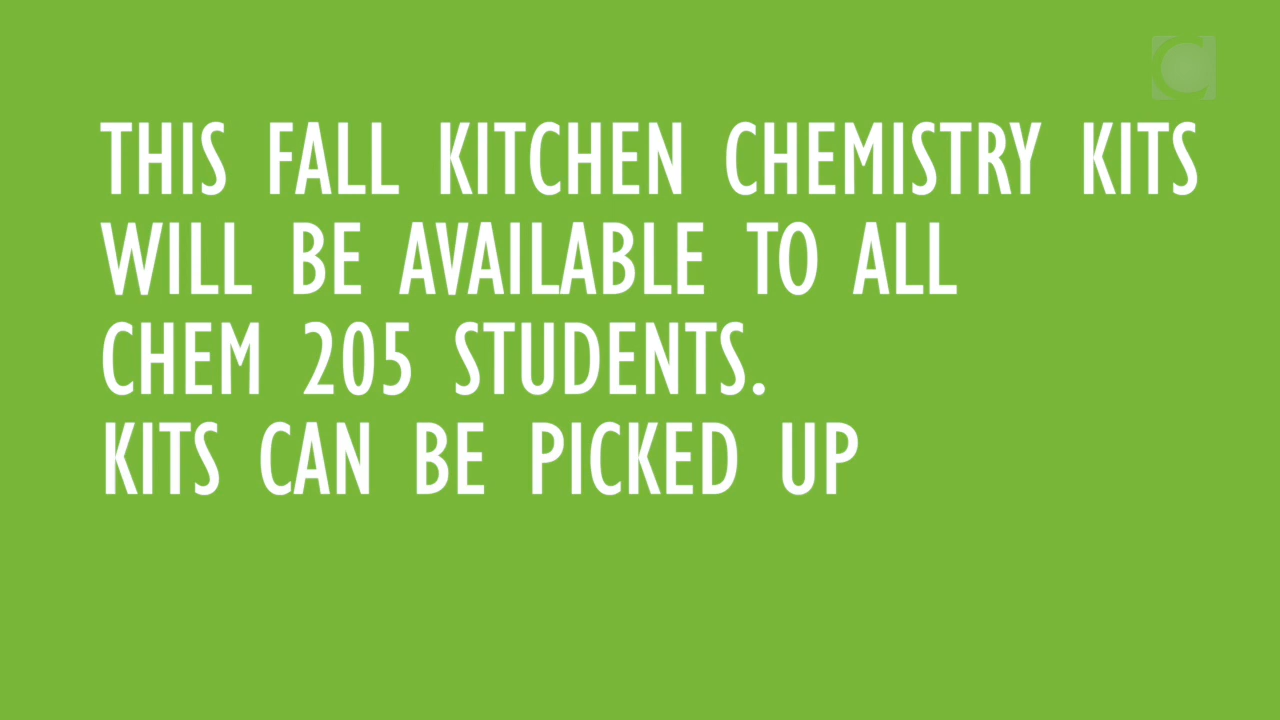 THIS FALL KITCHEN CHEMISTRY KITS
WILL BE AVAILABLE TO ALL
CHEM 205 STUDENTS.
KITS CAN BE PICKED UP